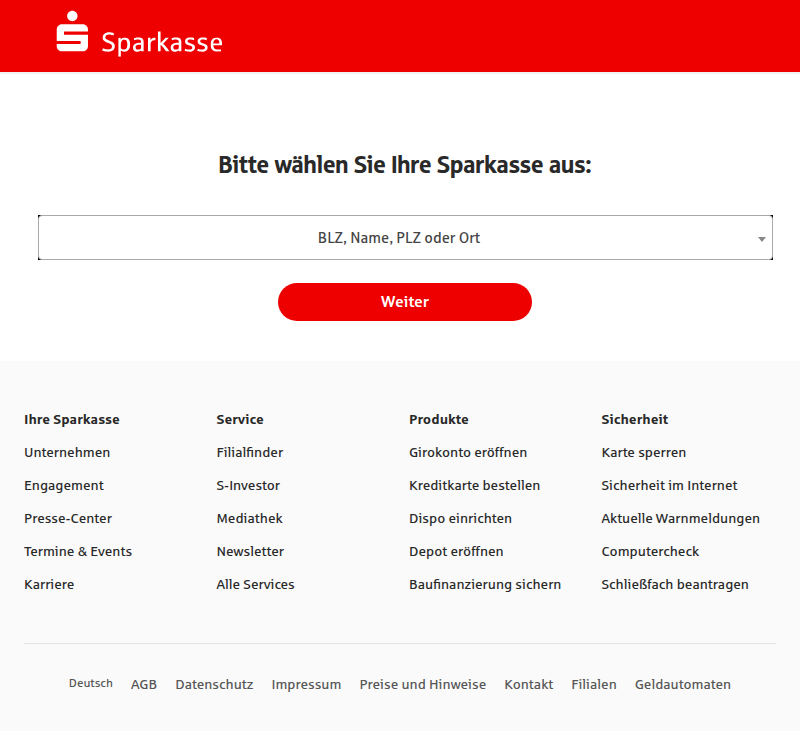 Sparkasse
Bitte wählen Sie Ihre Sparkasse aus:
BLZ, Name, PLZ oder Ort
Weiter
Ihre Sparkasse
Unternehmen
Engagement
Presse-Center
Termine & Events
Karriere
Service
Filialfinder
S-Investor
Mediathek
Newsletter
Alle Services
Produkte
Girokonto eröffnen
Kreditkarte bestellen
Dispo einrichten
Depot eröffnen
Baufinanzierung sichern
Sicherheit
Karte sperren
Sicherheit im Internet
Aktuelle Warnmeldungen
Computercheck
Schließfach beantragen
Deutsch AGB Datenschutz Impressum Preise und Hinweise Kontakt Filialen Geldautomaten